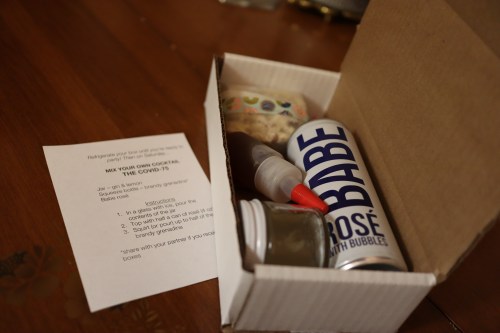 Refrigerate your box until you're ready to
party! Then on Saturday...
MIX YOUR OWN COCKTAIL
THE COVID-75
Jar = gin & lemon
Squeeze bottle = brandy grenadine
Babe rosé
Instructions
1. In a glass with ice, pour the
contents of the jar
2. Top with half a can of rosé
3. Squirt (or pour) up to half of the
brandy grenadine
*Share with your partner if you
boxes.
BABE
ROSÉ
WITH BUBBLES